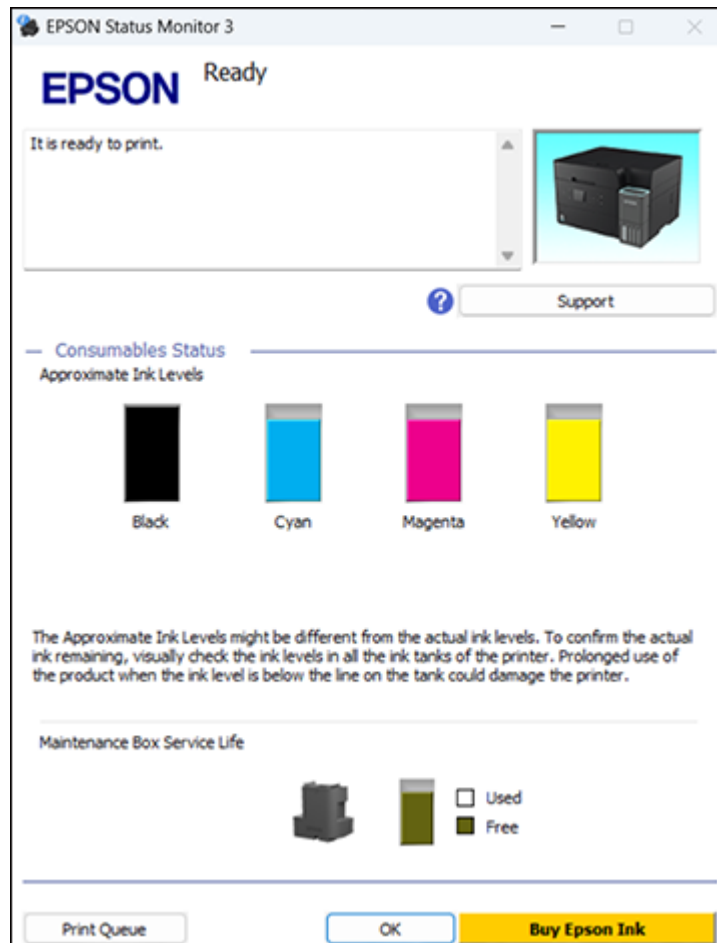 EPSON Status Monitor 3
EPSON
Ready
It is ready to print.
?
Support
Consumables Status
Approximate Ink Levels
Black
Cyan
Magenta
Yellow
The Approximate Ink Levels might be different from the actual ink levels. To confirm the actual
ink remaining, visually check the ink levels in all the ink tanks of the printer. Prolonged use of
the product when the ink level is below the line on the tank could damage the printer.
Maintenance Box Service Life
Used
Free
Print Queue
OK
Buy Epson Ink